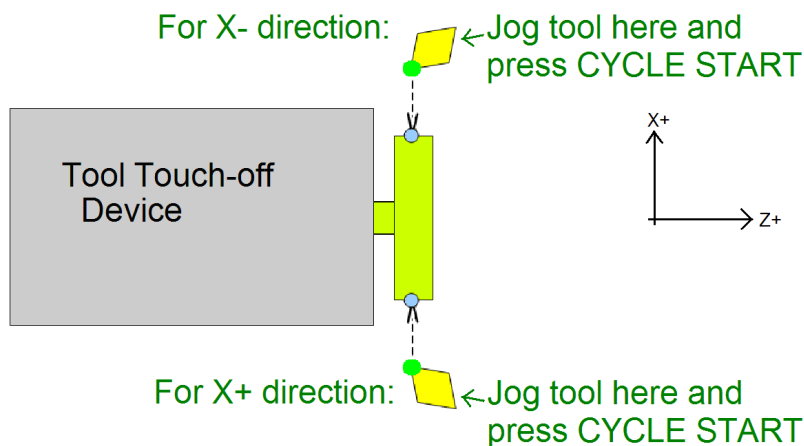 For X- direction:
Jog tool here and
press CYCLE START
Tool Touch-off
Device
X+
Z+
For X+ direction:
Jog tool here and
press CYCLE START